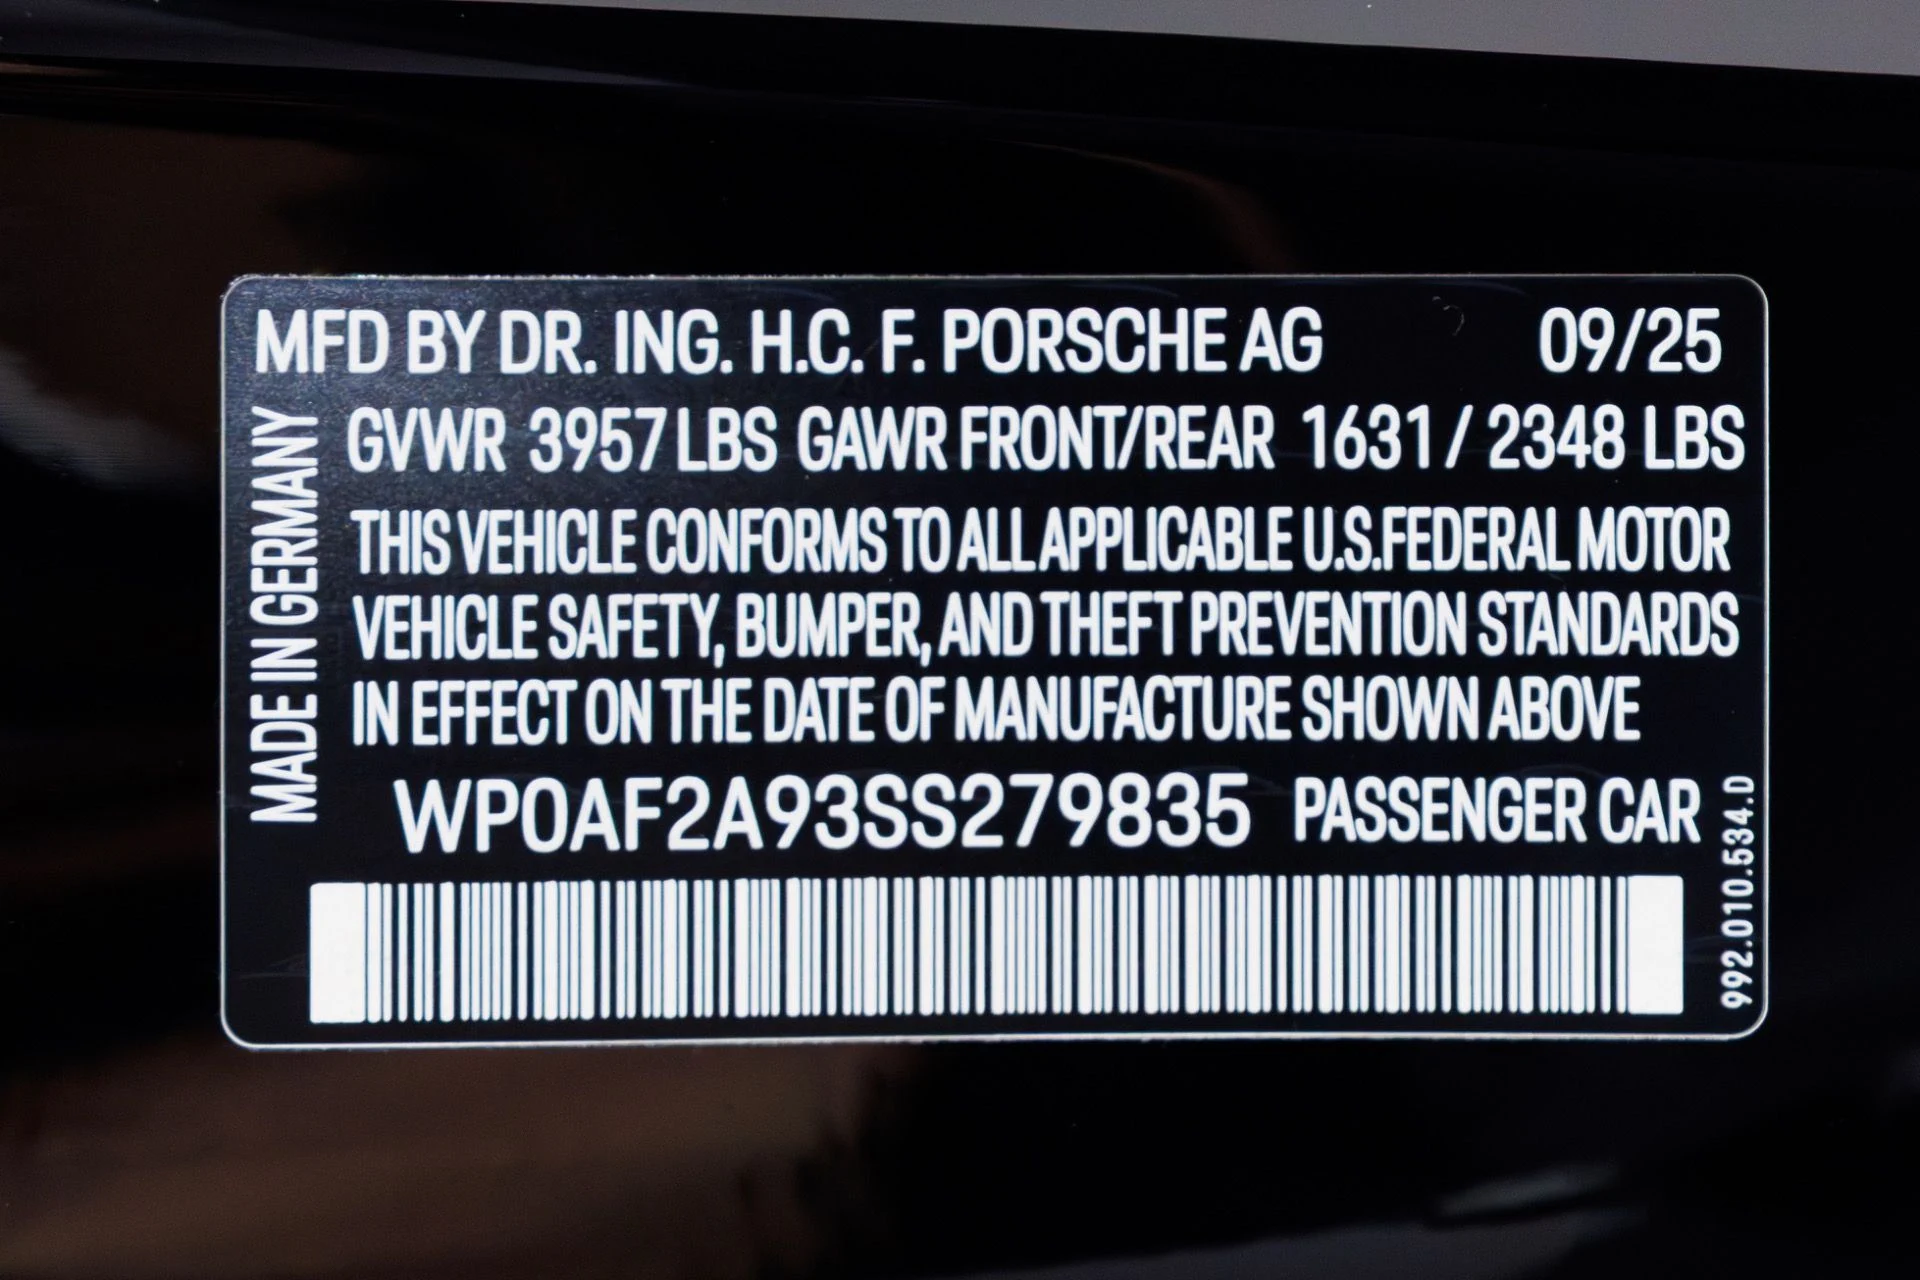 MFD BY DR. ING. H.C. F. PORSCHE AG 09/25
GVWR 3957 LBS GAWR FRONT/REAR 1631 / 2348 LBS
THIS VEHICLE CONFORMS TO ALL APPLICABLE U.S.FEDERAL MOTOR
VEHICLE SAFETY, BUMPER, AND THEFT PREVENTION STANDARDS
IN EFFECT ON THE DATE OF MANUFACTURE SHOWN ABOVE
WP0AF2A93SS279835 PASSENGER CAR
MADE IN GERMANY
992.010.534.D